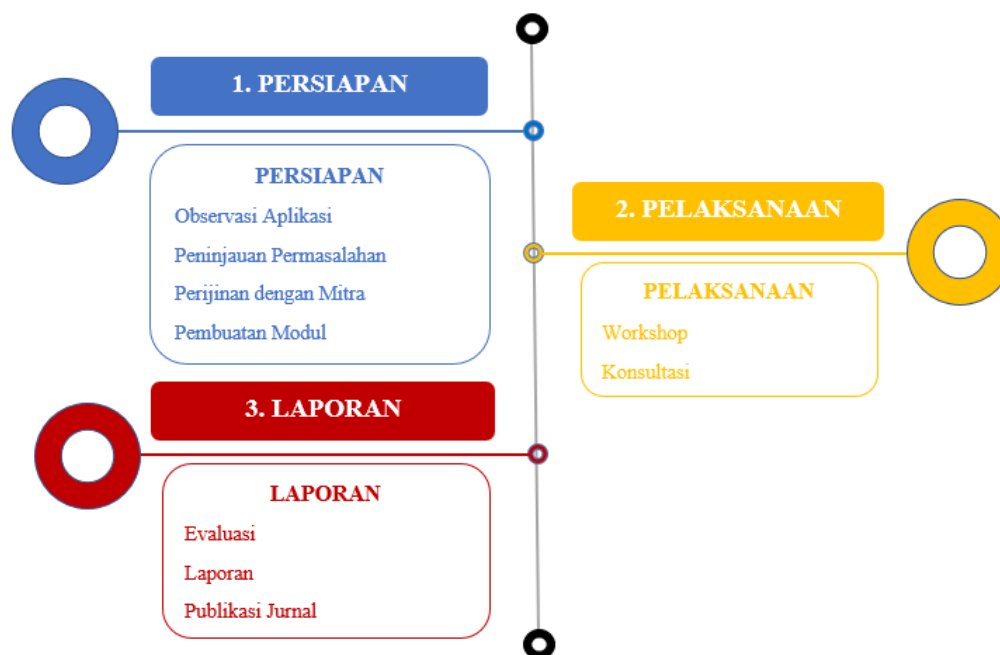 1. PERSIAPAN
PERSIAPAN
Observasi Aplikasi
Peninjauan Permasalahan
Perijinan dengan Mitra
Pembuatan Modul
2. PELAKSANAAN
PELAKSANAAN
Workshop
Konsultasi
3. LAPORAN
LAPORAN
Evaluasi
Laporan
Publikasi Jurnal